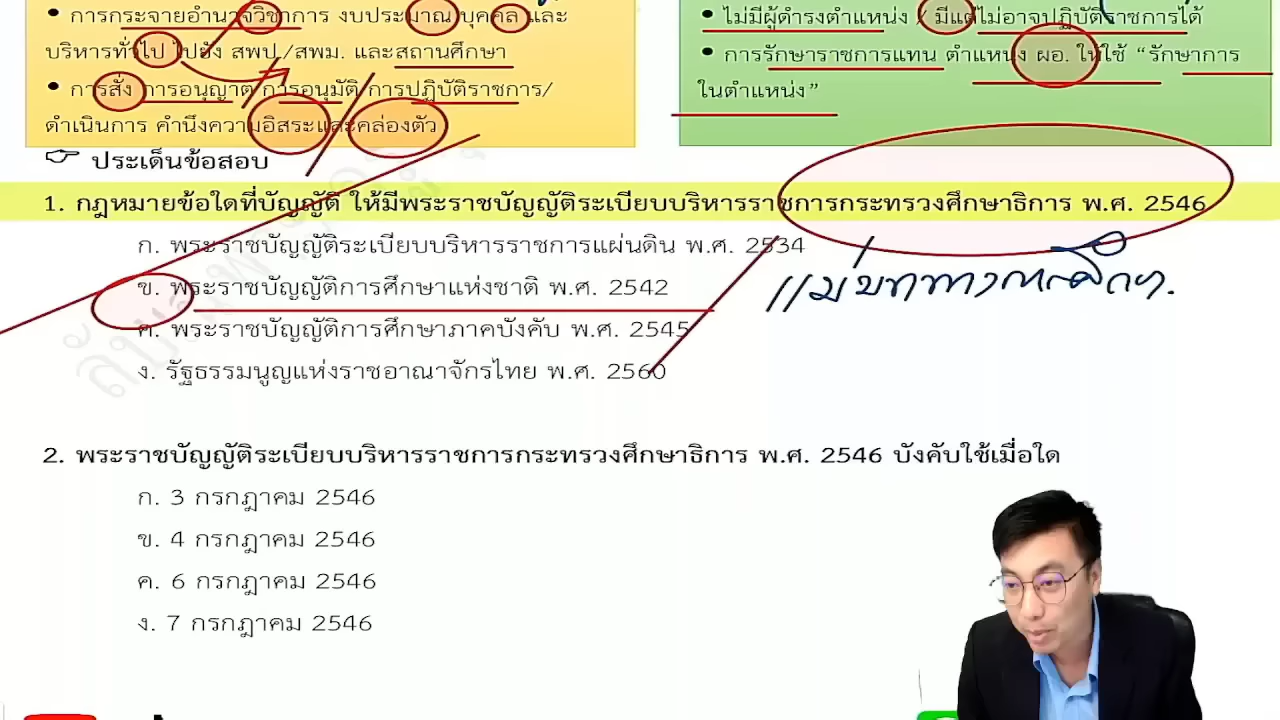 • การกระจายอำนาจวิชาการ งบประมาณ บุคคล และ
บริหารทั่วไป ไปยัง สพป./สพม. และสถานศึกษา
• การสั่ง การอนุญาต การอนุมัติ การปฏิบัติราชการ/
ดำเนินการ คำนึงความอิสระและคล่องตัว
• ไม่มีผู้ดำรงตำแหน่ง / มีแต่ไม่อาจปฏิบัติราชการได้
• การรักษาราชการแทน ตำแหน่ง ผอ. ให้ใช้ “รักษาการ
ในตำแหน่ง”
ประเด็นข้อสอบ
1. กฎหมายข้อใดที่บัญญัติ ให้มีพระราชบัญญัติระเบียบบริหารราชการกระทรวงศึกษาธิการ พ.ศ. 2546
ก. พระราชบัญญัติระเบียบบริหารราชการแผ่นดิน พ.ศ. 2534
ข. พระราชบัญญัติการศึกษาแห่งชาติ พ.ศ. 2542
ค. พระราชบัญญัติการศึกษาภาคบังคับ พ.ศ. 2545
ง. รัฐธรรมนูญแห่งราชอาณาจักรไทย พ.ศ. 2560
แม่บททางการศึกษา
2. พระราชบัญญัติระเบียบบริหารราชการกระทรวงศึกษาธิการ พ.ศ. 2546 บังคับใช้เมื่อใด
ก. 3 กรกฎาคม 2546
ข. 4 กรกฎาคม 2546
ค. 6 กรกฎาคม 2546
ง. 7 กรกฎาคม 2546